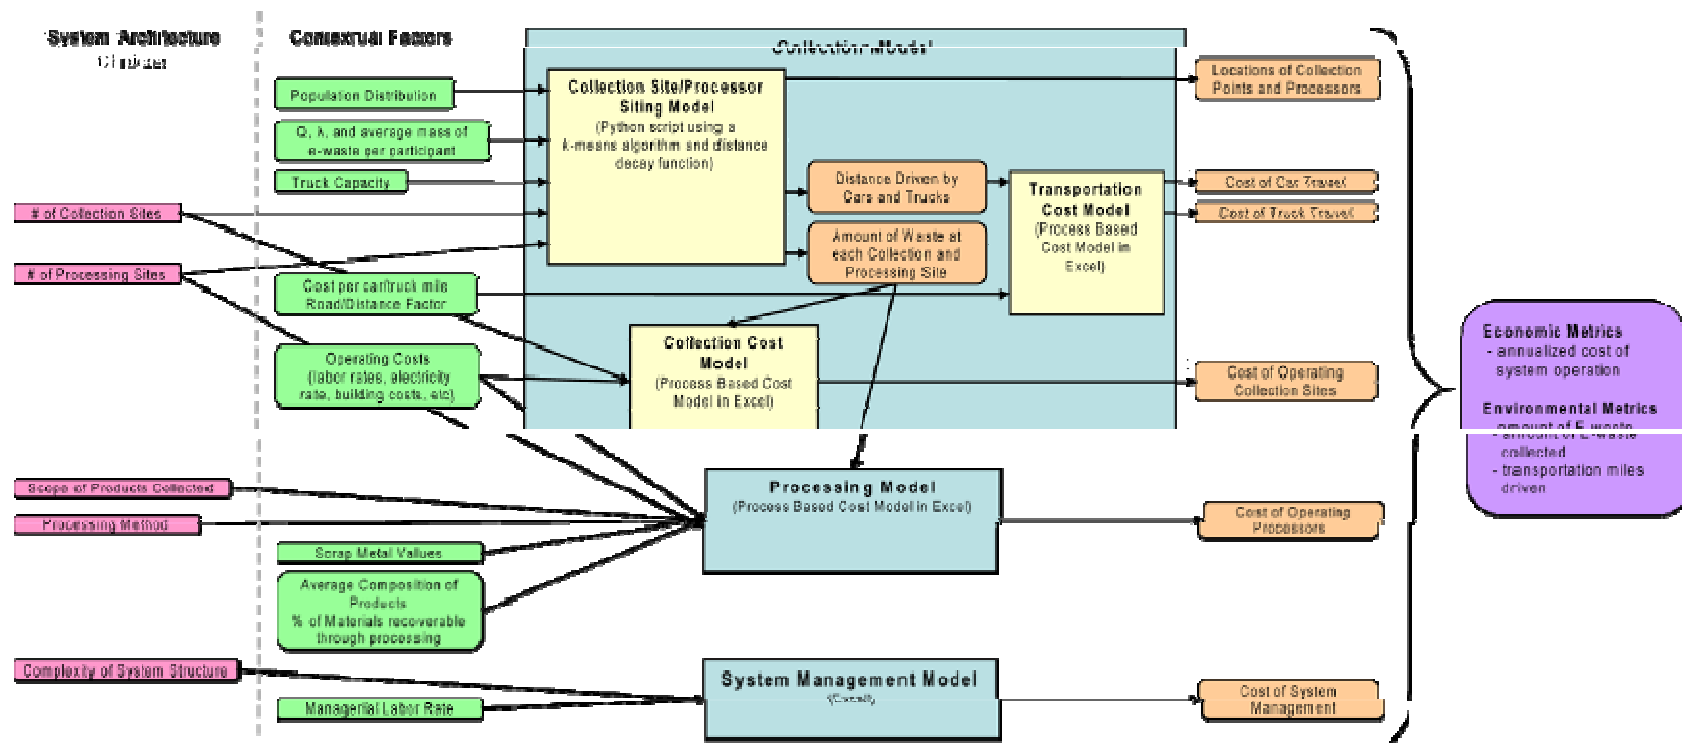 System Architecture
Choices
Contextual Factors
Collection Model
Population Distribution
Q, λ, and average mass of
e-waste per participant
Truck Capacity
# of Collection Sites
# of Processing Sites
Cost per car/truck mile
Road/Distance Factor
Operating Costs
(labor rates, electricity
rate, building costs, etc)
Collection Site/Processor
Siting Model
(Python script using a
k-means algorithm and distance
decay function)
Distance Driven by
Cars and Trucks
Amount of Waste at
each Collection and
Processing Site
Transportation
Cost Model
(Process Based
Cost Model in
Excel)
Collection Cost
Model
(Process Based Cost
Model in Excel)
Locations of Collection
Points and Processors
Cost of Car Travel
Cost of Truck Travel
Cost of Operating
Collection Sites
Economic Metrics
- annualized cost of
system operation
Environmental Metrics
- amount of E-waste
collected
- transportation miles
driven
Scope of Products Collected
Processing Method
Scrap Metal Values
Average Composition of
Products
% of Materials recoverable
through processing
Processing Model
(Process Based Cost Model in Excel)
Cost of Operating
Processors
Complexity of System Structure
Managerial Labor Rate
System Management Model
(Excel)
Cost of System
Management